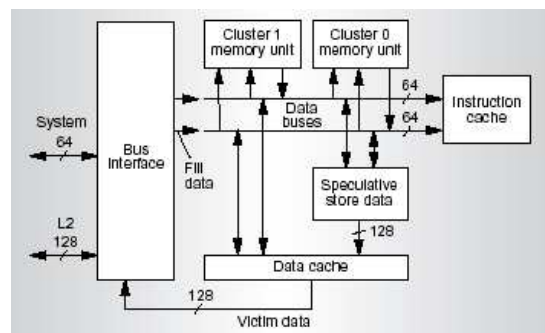 Cluster 1
memory unit
Cluster 0
memory unit
64
Data
buses
64
Instruction
cache
System
64
Bus
Interface
Fill
data
Speculative
store data
L2
128
128
Data cache
128
Victim data